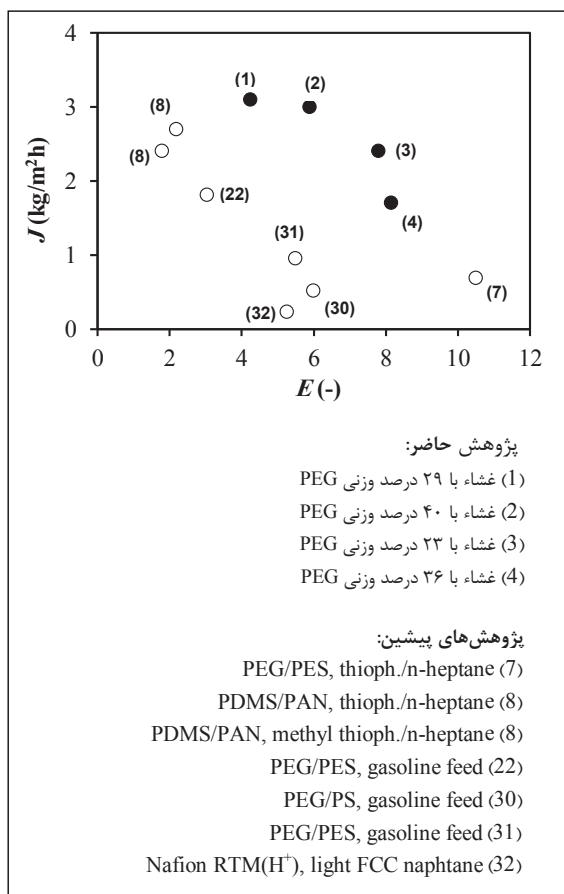 4
3
2
1
0
J (kg/m²h)
(1)
(2)
(8)
(8)
(3)
(22)
(4)
(31)
(7)
(32)
(30)
0 2 4 6 8 10 12
E (-)
پژوهش حاضر:
(1) غشاء با ۲۹ درصد وزنی PEG
(2) غشاء با ۴۰ درصد وزنی PEG
(3) غشاء با ۲۳ درصد وزنی PEG
(4) غشاء با ۳۶ درصد وزنی PEG
پژوهش‌های پیشین:
PEG/PES, thioph./n-heptane (7)
PDMS/PAN, thioph./n-heptane (8)
PDMS/PAN, methyl thioph./n-heptane (8)
PEG/PES, gasoline feed (22)
PEG/PS, gasoline feed (30)
PEG/PES, gasoline feed (31)
Nafion RTM(H⁺), light FCC naphtane (32)